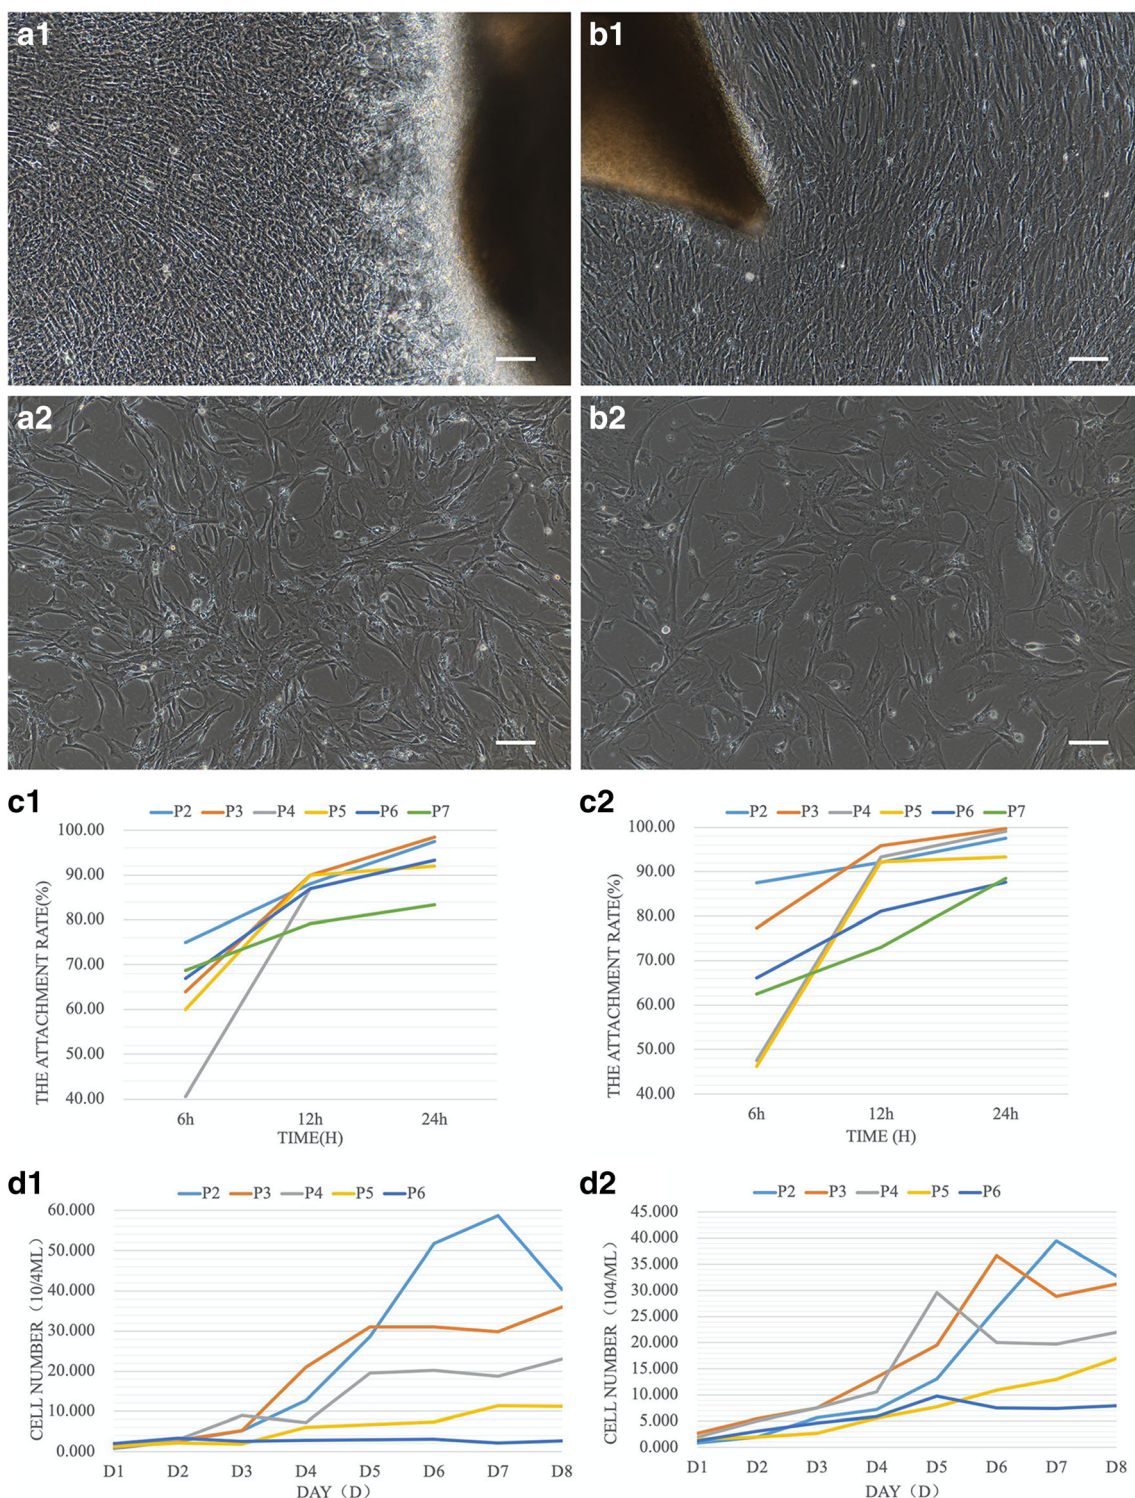 a1
b1
a2
b2
c1
P2 P3 P4 P5 P6 P7
100.00
90.00
80.00
70.00
60.00
50.00
40.00
THE ATTACHMENT RATE(%)
6h 12h 24h
TIME(H)
c2
P2 P3 P4 P5 P6 P7
100.00
90.00
80.00
70.00
60.00
50.00
40.00
THE ATTACHMENT RATE(%)
6h 12h 24h
TIME (H)
d1
P2 P3 P4 P5 P6
60.000
50.000
40.000
30.000
20.000
10.000
0.000
CELL NUMBER（10/4ML）
D1 D2 D3 D4 D5 D6 D7 D8
DAY（D）
d2
P2 P3 P4 P5 P6
45.000
40.000
35.000
30.000
25.000
20.000
15.000
10.000
5.000
0.000
CELL NUMBER（104/ML）
D1 D2 D3 D4 D5 D6 D7 D8
DAY（D）